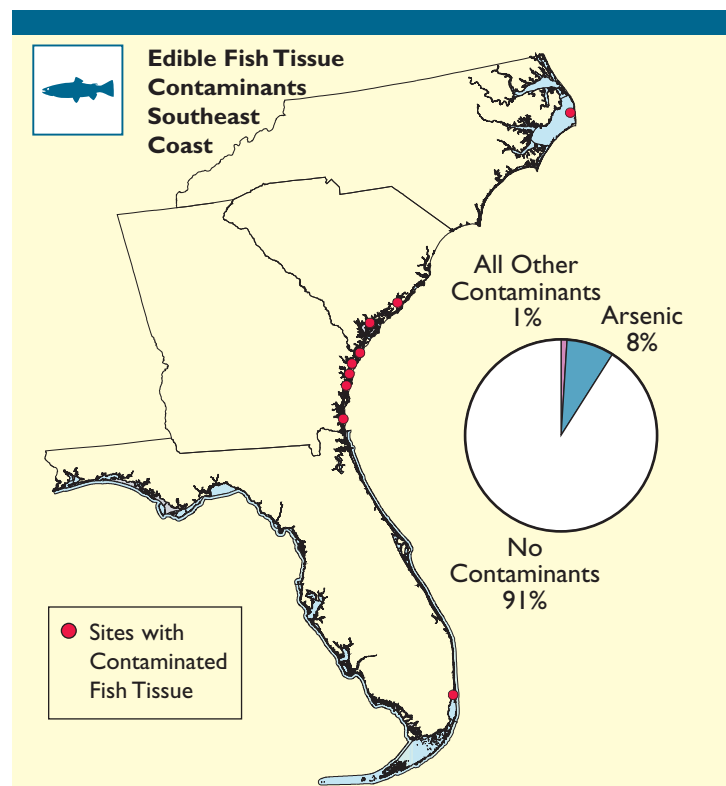 Edible Fish Tissue
Contaminants
Southeast
Coast
All Other
Contaminants
1%
Arsenic
8%
No
Contaminants
91%
Sites with
Contaminated
Fish Tissue